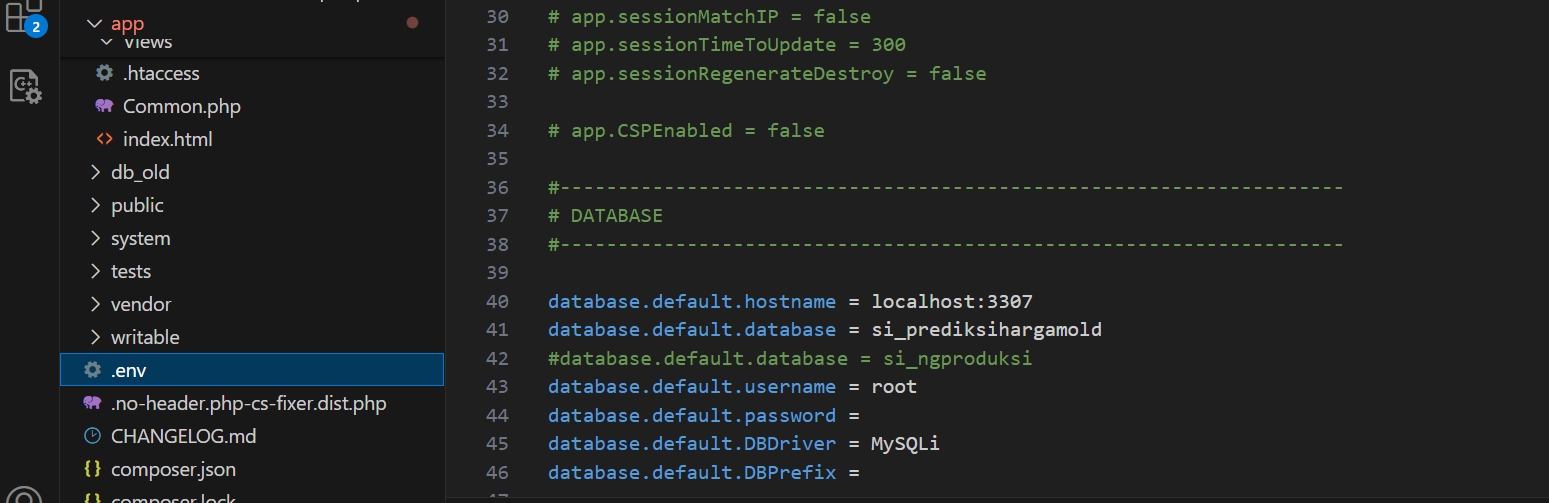 2
app
Views
.htaccess
Common.php
index.html
db_old
public
system
tests
vendor
writable
.env
.no-header.php-cs-fixer.dist.php
CHANGELOG.md
composer.json
composer.lock
30 # app.sessionMatchIP = false
31 # app.sessionTimeToUpdate = 300
32 # app.sessionRegenerateDestroy = false
33
34 # app.CSPEnabled = false
35
36 #--------------------------------------------------------------------
37 # DATABASE
38 #--------------------------------------------------------------------
39
40 database.default.hostname = localhost:3307
41 database.default.database = si_prediksihargamold
42 #database.default.database = si_ngproduksi
43 database.default.username = root
44 database.default.password =
45 database.default.DBDriver = MySQLi
46 database.default.DBPrefix =